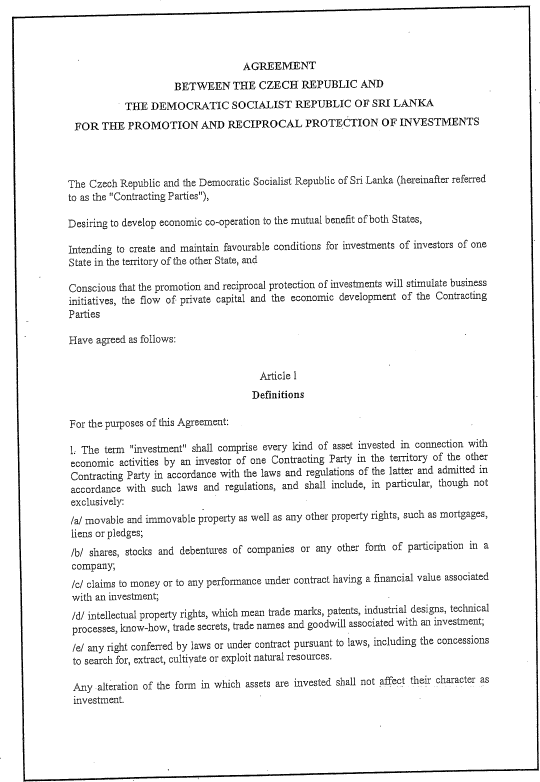 AGREEMENT
BETWEEN THE CZECH REPUBLIC AND
THE DEMOCRATIC SOCIALIST REPUBLIC OF SRI LANKA
FOR THE PROMOTION AND RECIPROCAL PROTECTION OF INVESTMENTS
The Czech Republic and the Democratic Socialist Republic of Sri Lanka (hereinafter referred
to as the "Contracting Parties"),
Desiring to develop economic co-operation to the mutual benefit of both States,
Intending to create and maintain favourable conditions for investments of investors of one
State in the territory of the other State, and
Conscious that the promotion and reciprocal protection of investments will stimulate business
initiatives, the flow of private capital and the economic development of the Contracting
Parties
Have agreed as follows:
Article 1
Definitions
For the purposes of this Agreement:
1. The term "investment" shall comprise every kind of asset invested in connection with
economic activities by an investor of one Contracting Party in the territory of the other
Contracting Party in accordance with the laws and regulations of the latter and admitted in
accordance with such laws and regulations, and shall include, in particular, though not
exclusively:
/a/ movable and immovable property as well as any other property rights, such as mortgages,
liens or pledges;
/b/ shares, stocks and debentures of companies or any other form of participation in a
company;
/c/ claims to money or to any performance under contract having a financial value associated
with an investment;
/d/ intellectual property rights, which mean trade marks, patents, industrial designs, technical
processes, know-how, trade secrets, trade names and goodwill associated with an investment;
/e/ any right conferred by laws or under contract pursuant to laws, including the concessions
to search for, extract, cultivate or exploit natural resources.
Any alteration of the form in which assets are invested shall not affect their character as
investment.